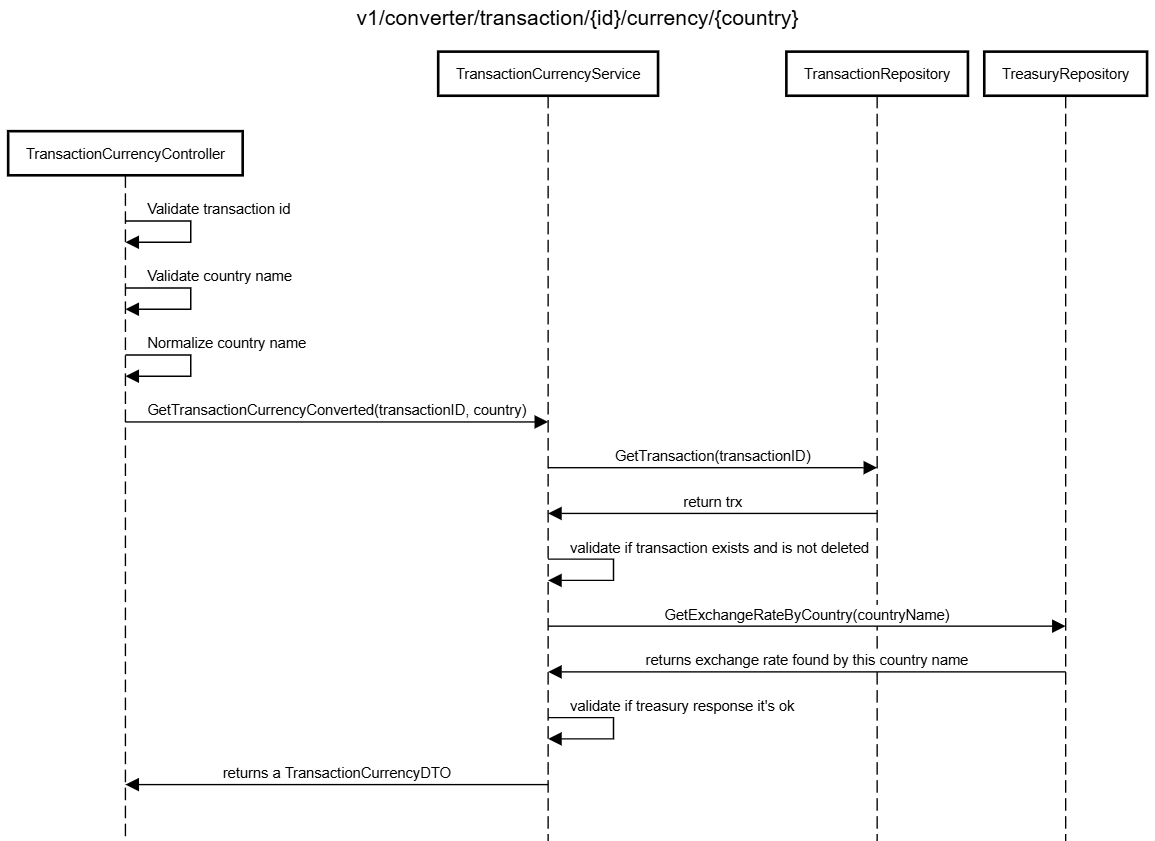 v1/converter/transaction/{id}/currency/{country}
TransactionCurrencyService
TransactionRepository
TreasuryRepository
TransactionCurrencyController
Validate transaction id
Validate country name
Normalize country name
GetTransactionCurrencyConverted(transactionID, country)
GetTransaction(transactionID)
return trx
validate if transaction exists and is not deleted
GetExchangeRateByCountry(countryName)
returns exchange rate found by this country name
validate if treasury response it's ok
returns a TransactionCurrencyDTO